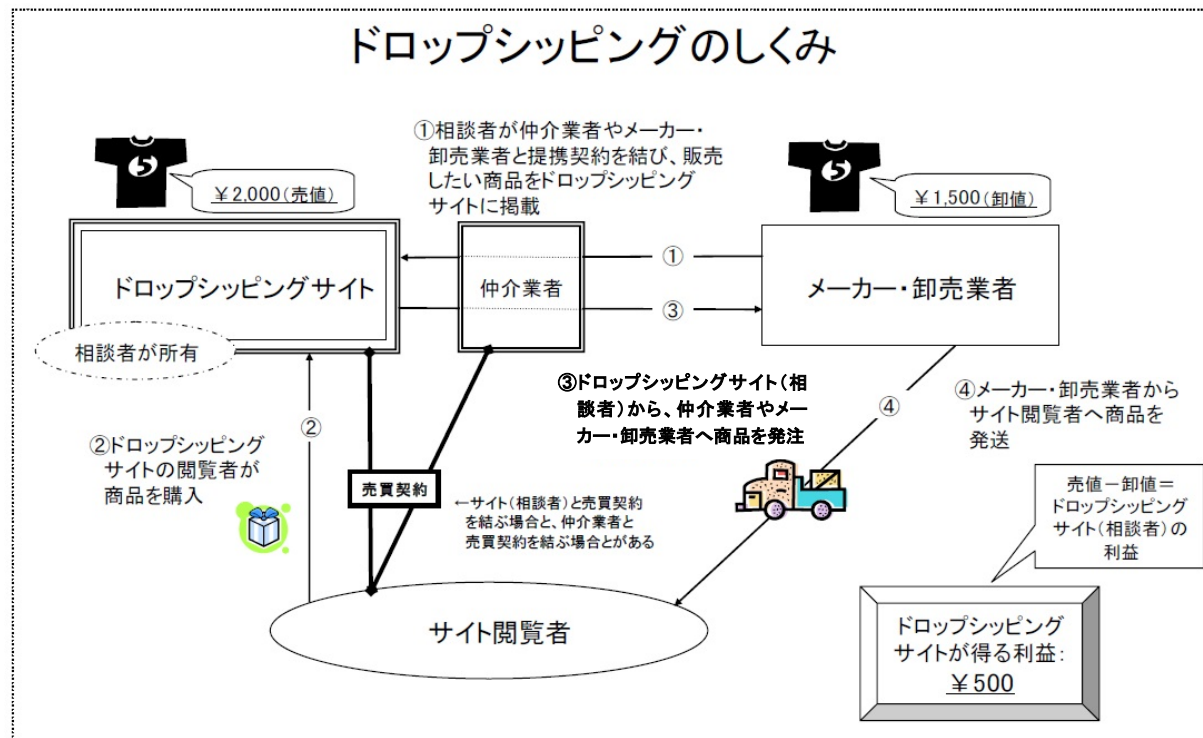 ドロップシッピングのしくみ
①相談者が仲介業者やメーカー・
卸売業者と提携契約を結び、販売
したい商品をドロップシッピング
サイトに掲載
5
￥2,000(売値)
5
￥1,500(卸値)
ドロップシッピングサイト
相談者が所有
仲介業者
①
③
メーカー・卸売業者
③ドロップシッピングサイト(相
談者)から、仲介業者やメー
カー・卸売業者へ商品を発注
④
④メーカー・卸売業者から
サイト閲覧者へ商品を
発送
②
②ドロップシッピング
サイトの閲覧者が
商品を購入
売買契約
←サイト(相談者)と売買契約
を結ぶ場合と、仲介業者と
売買契約を結ぶ場合とがある
売値－卸値＝
ドロップシッピング
サイト(相談者)の
利益
サイト閲覧者
ドロップシッピング
サイトが得る利益：
￥500